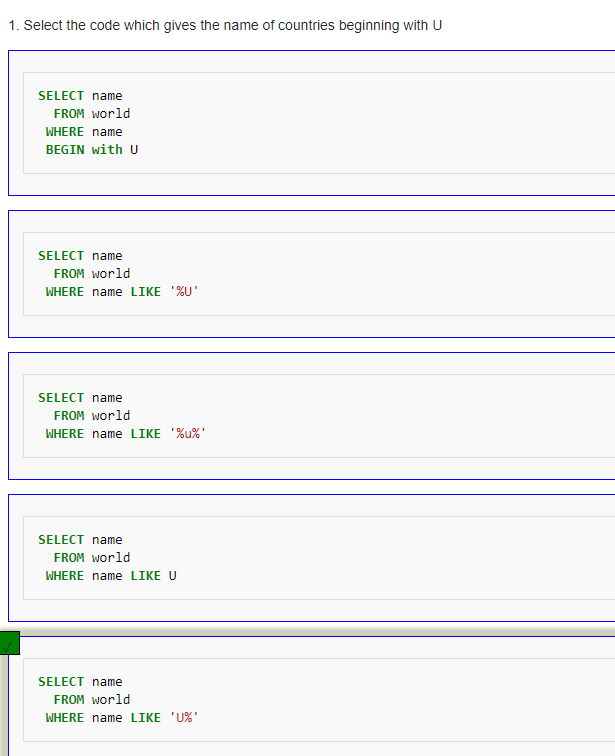 1. Select the code which gives the name of countries beginning with U
SELECT name
FROM world
WHERE name
BEGIN with U
SELECT name
FROM world
WHERE name LIKE '%U'
SELECT name
FROM world
WHERE name LIKE '%u%'
SELECT name
FROM world
WHERE name LIKE U
SELECT name
FROM world
WHERE name LIKE 'U%'